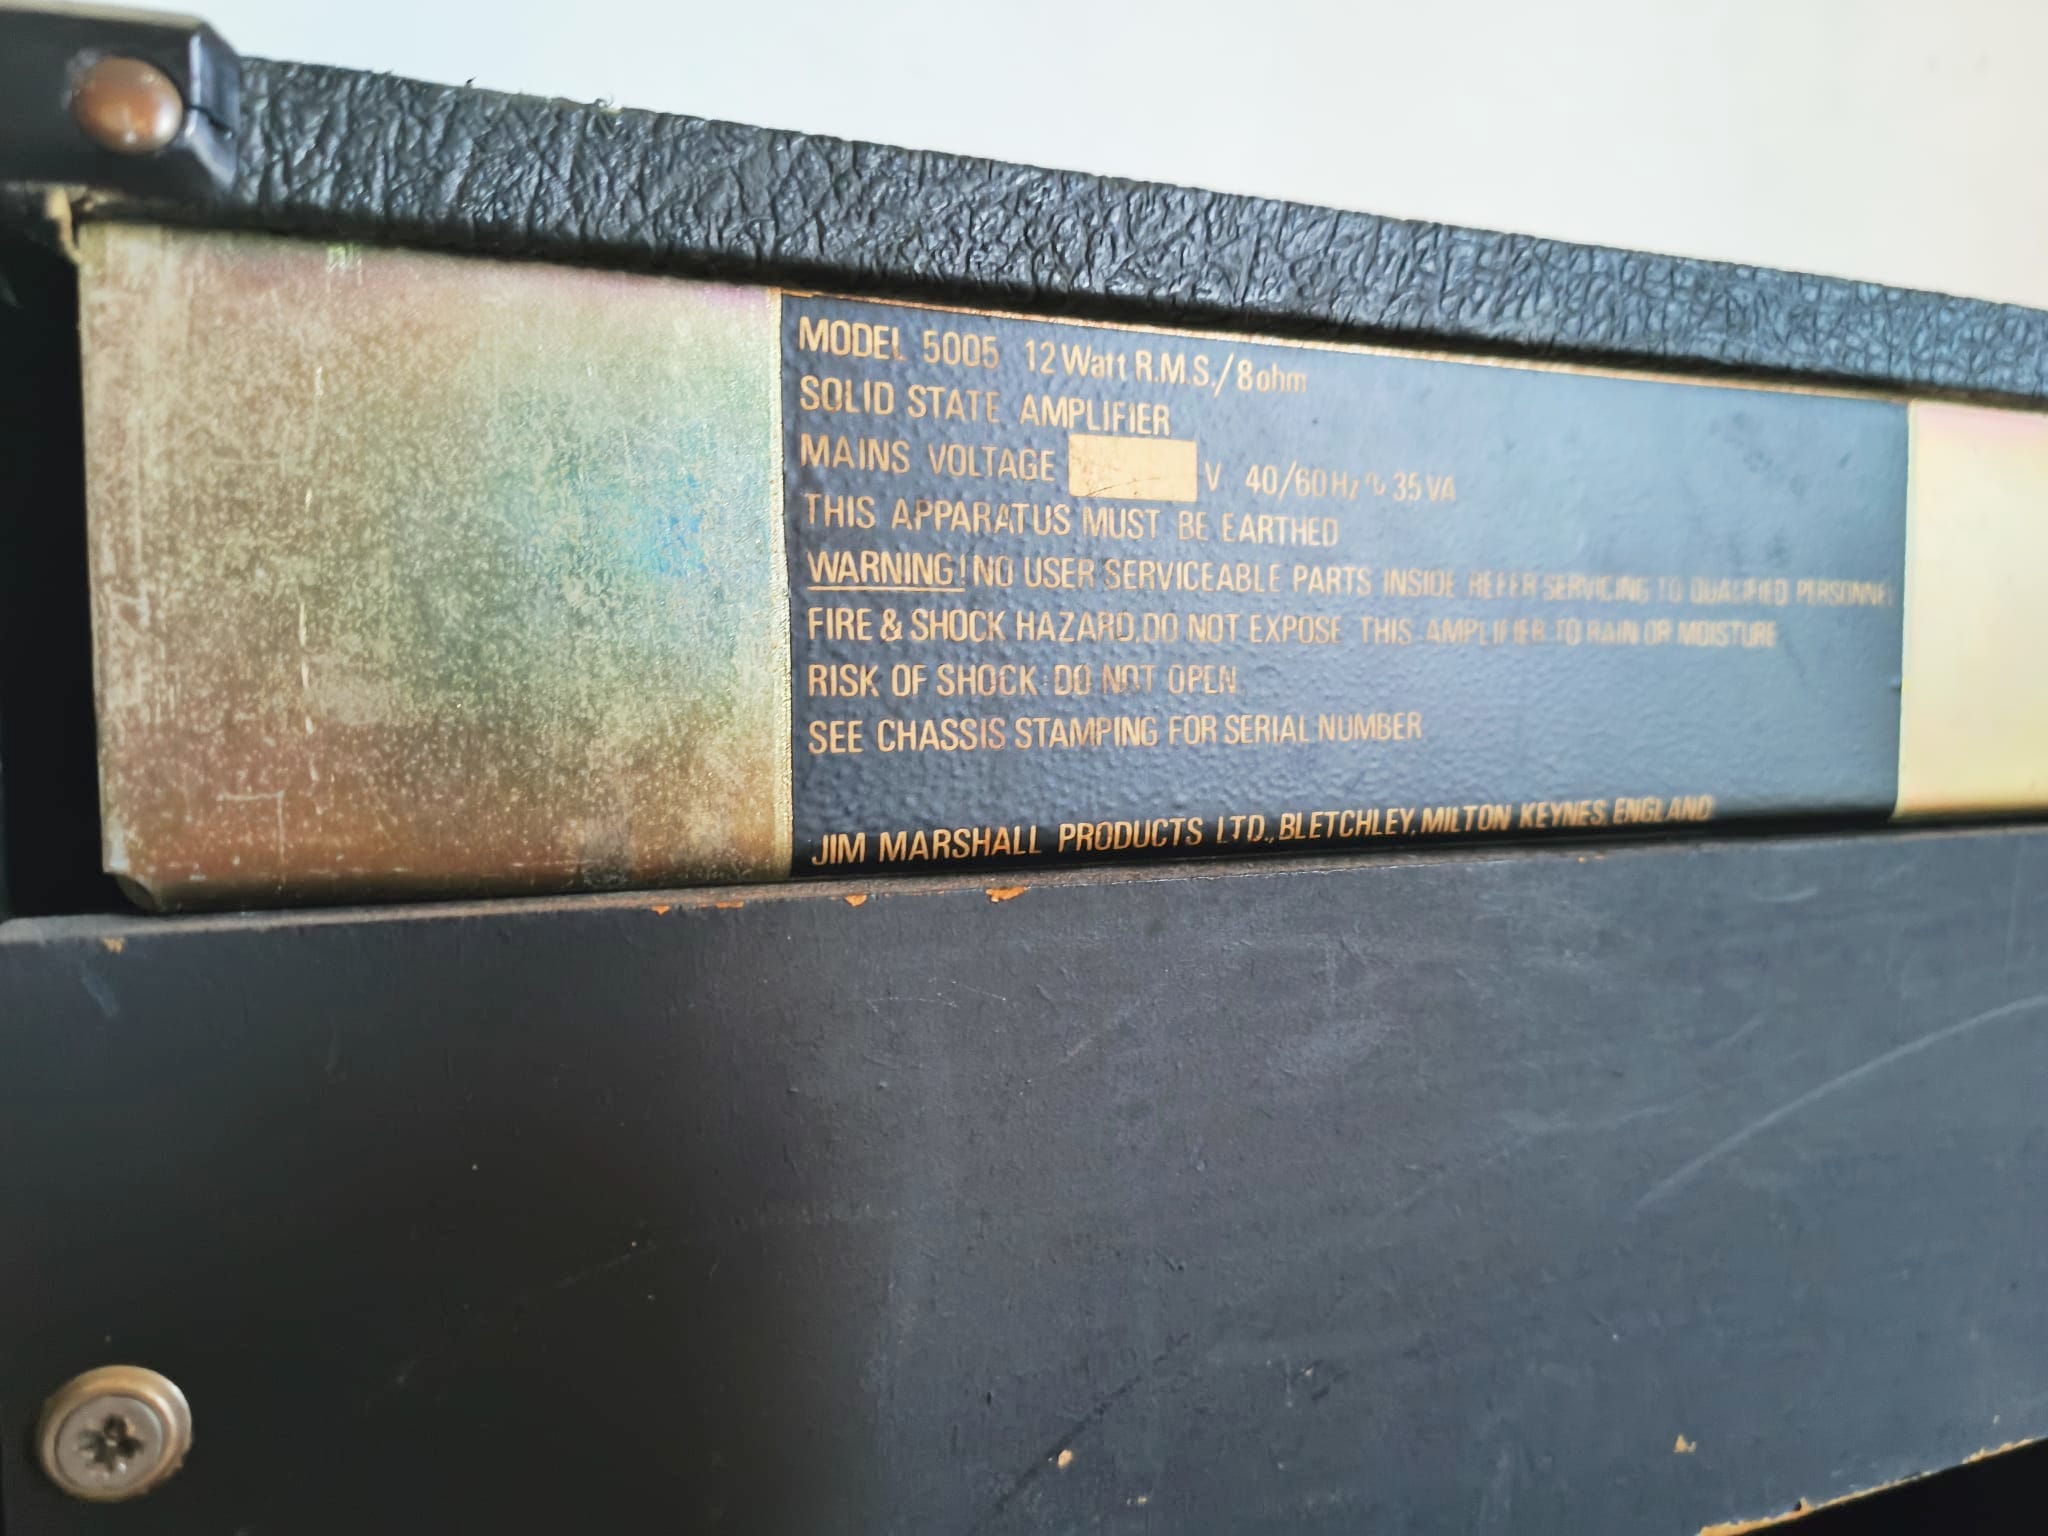 MODEL 5005 12 Watt R.M.S./8 ohm
SOLID STATE AMPLIFIER
MAINS VOLTAGE V 40/60 Hz ∿ 35 VA
THIS APPARATUS MUST BE EARTHED
WARNING! NO USER SERVICEABLE PARTS INSIDE REFER SERVICING TO QUALIFIED PERSONNEL
FIRE & SHOCK HAZARD. DO NOT EXPOSE THIS AMPLIFIER TO RAIN OR MOISTURE
RISK OF SHOCK: DO NOT OPEN.
SEE CHASSIS STAMPING FOR SERIAL NUMBER
JIM MARSHALL PRODUCTS LTD., BLETCHLEY, MILTON KEYNES, ENGLAND